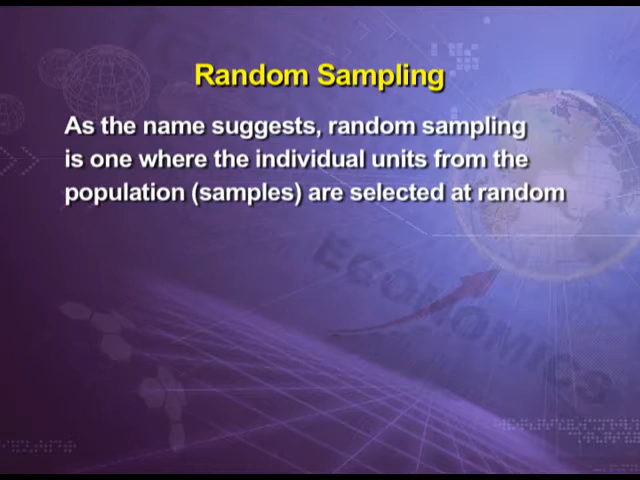 Random Sampling
As the name suggests, random sampling
is one where the individual units from the
population (samples) are selected at random
ECONOMICS